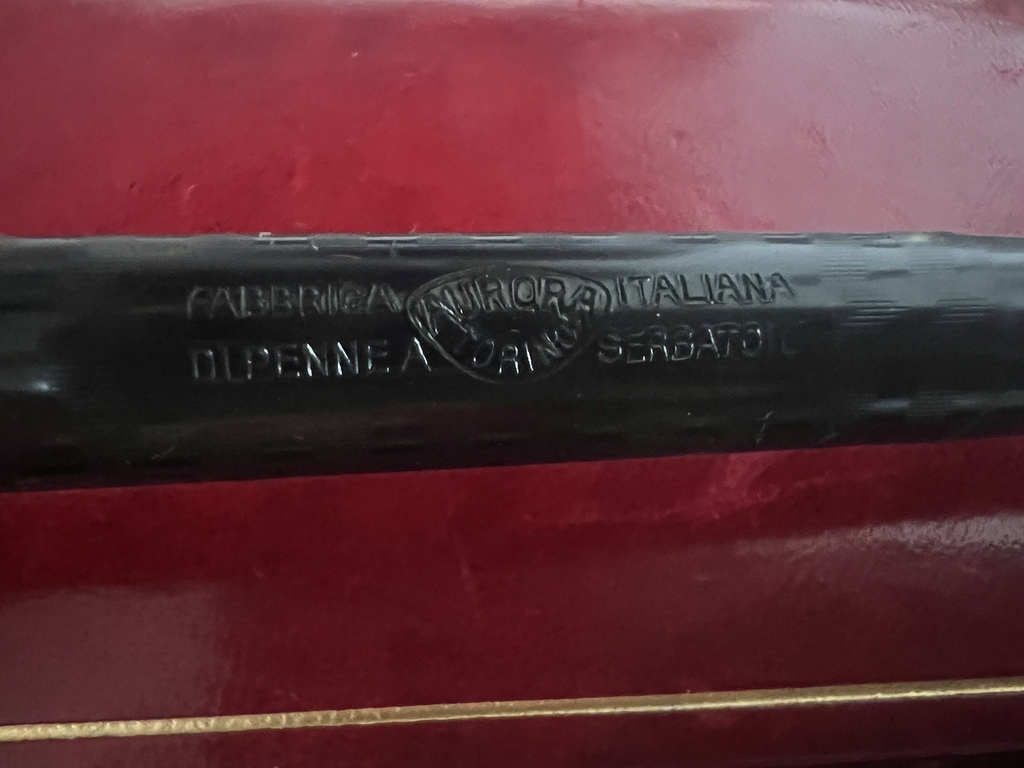 FABBRICA AURORA ITALIANA
DI PENNE A TORINO SERBATOIO